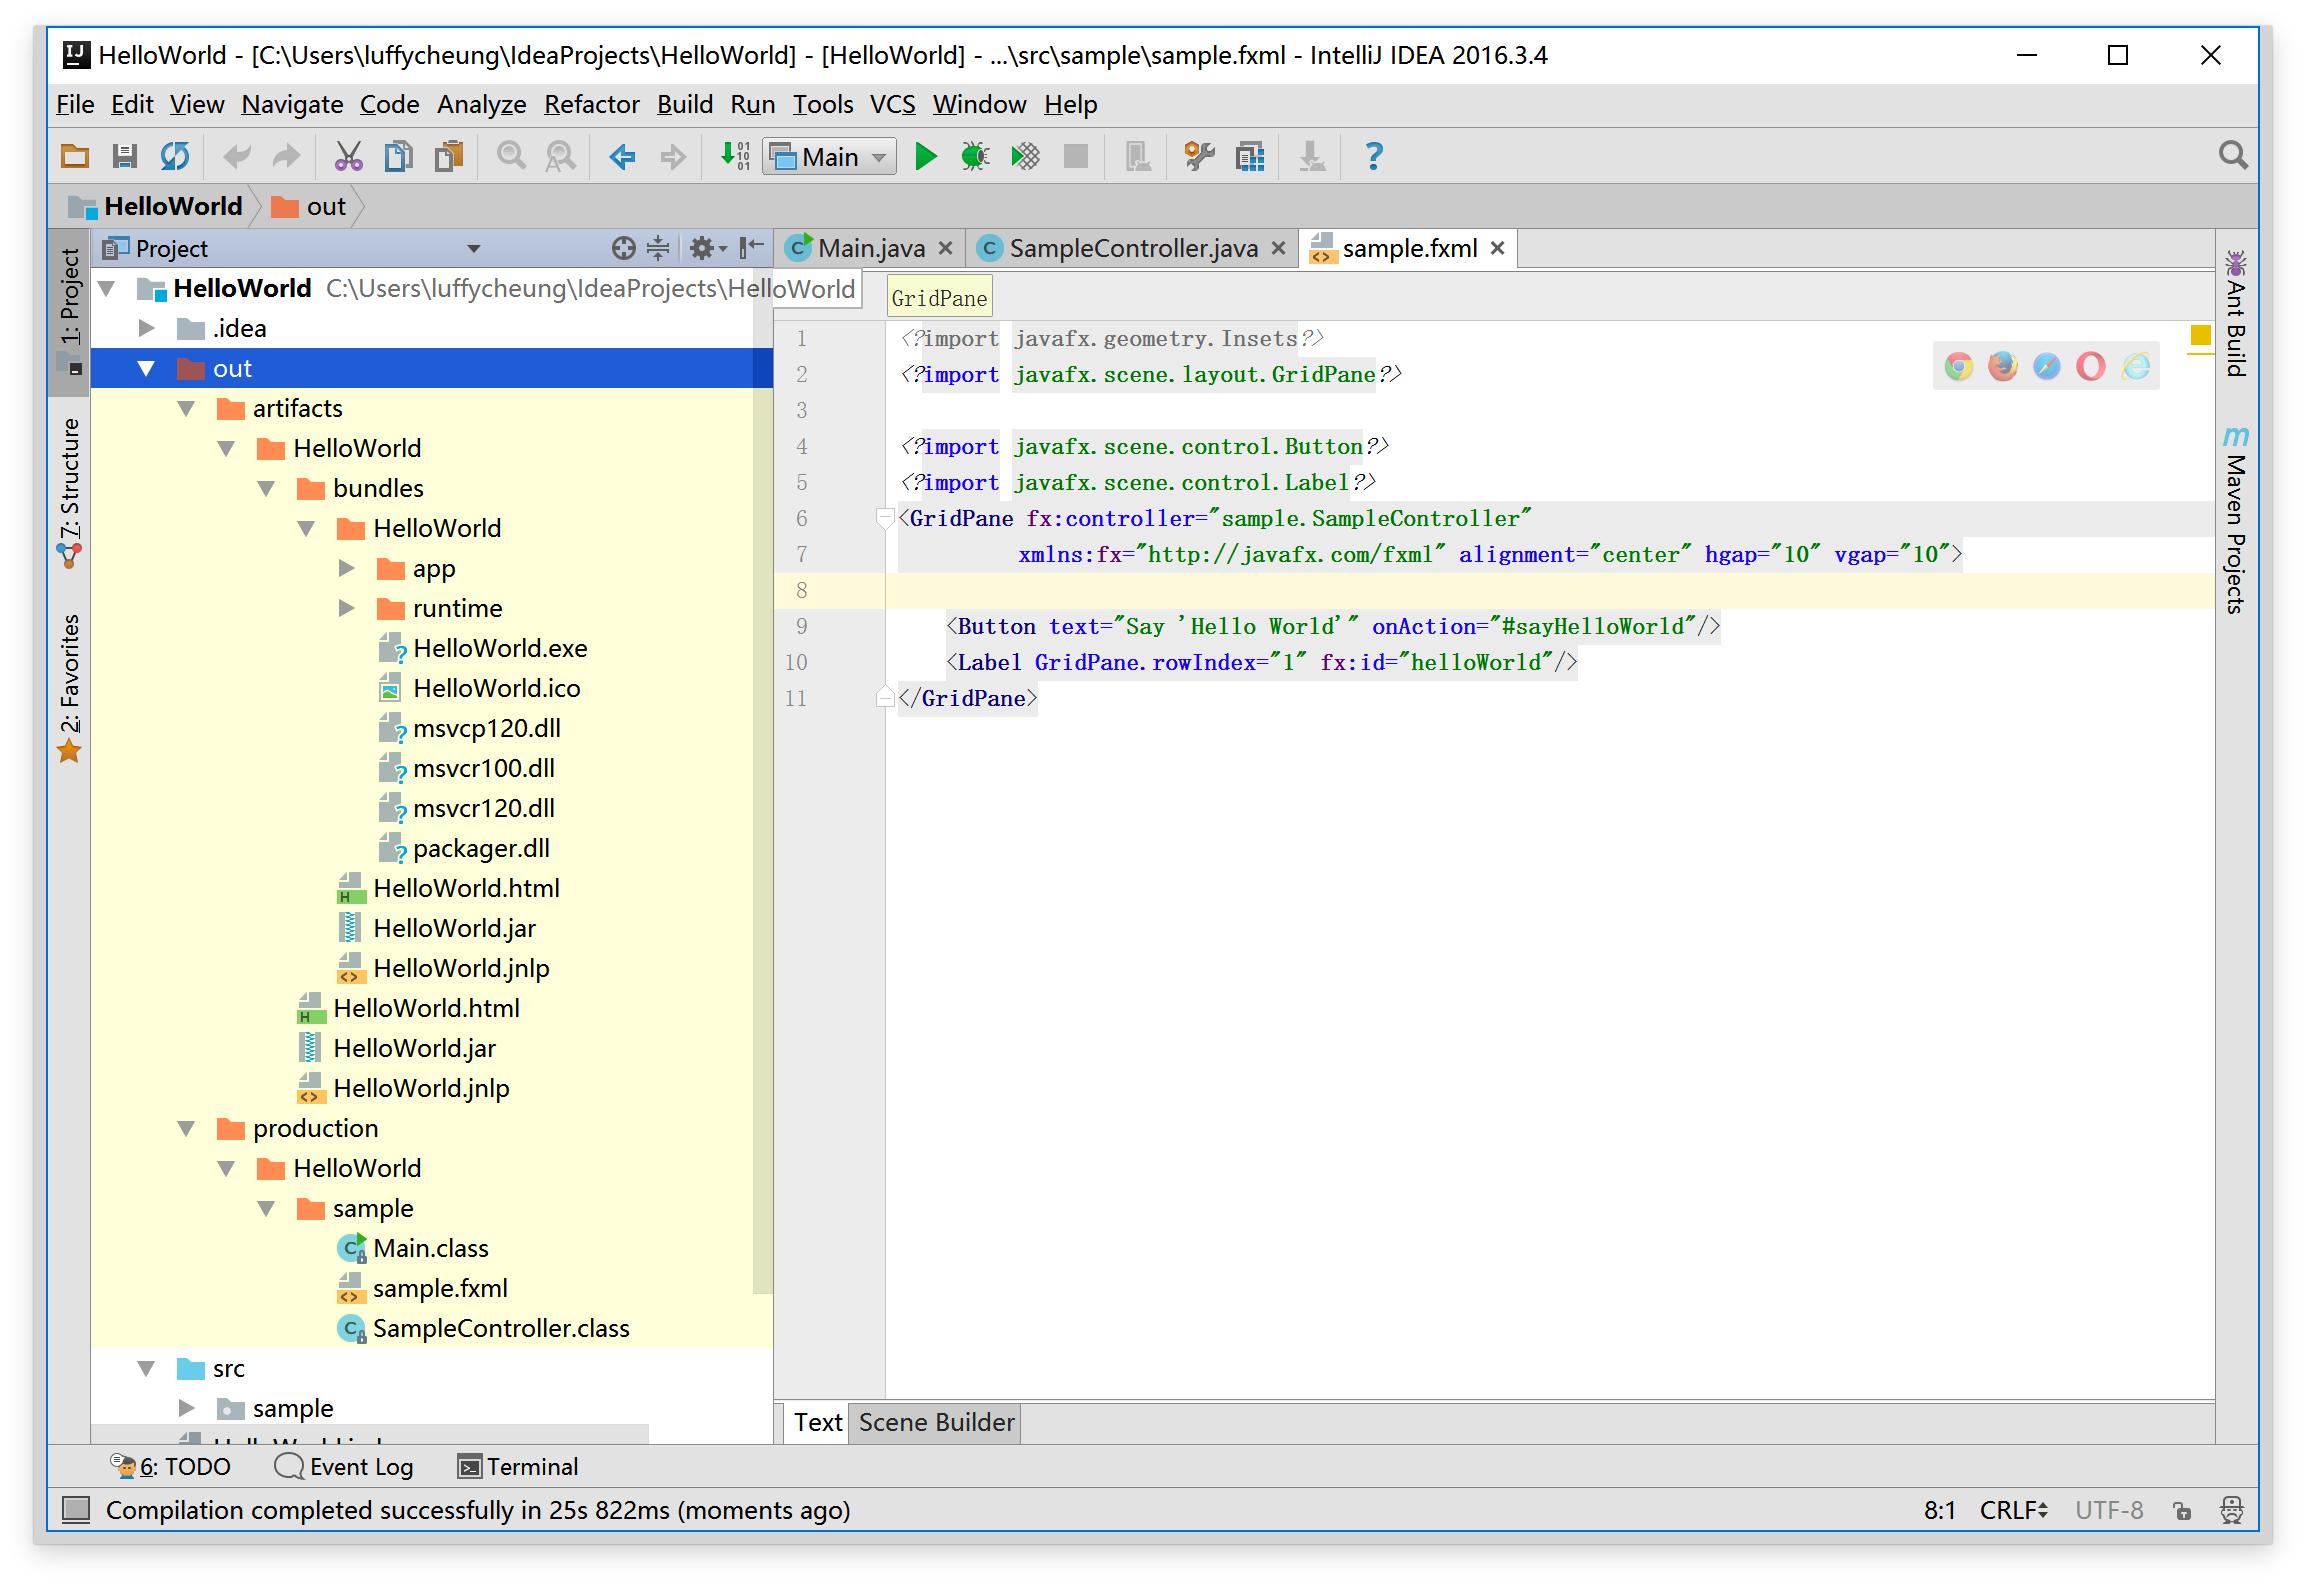 HelloWorld - [C:\Users\luffycheung\IdeaProjects\HelloWorld] - [HelloWorld] - ...\src\sample\sample.fxml - IntelliJ IDEA 2016.3.4
File Edit View Navigate Code Analyze Refactor Build Run Tools VCS Window Help
Main
HelloWorld out
1: Project
7: Structure
2: Favorites
Project
HelloWorld C:\Users\luffycheung\IdeaProjects\HelloWorld
.idea
out
artifacts
HelloWorld
bundles
HelloWorld
app
runtime
HelloWorld.exe
HelloWorld.ico
msvcp120.dll
msvcr100.dll
msvcr120.dll
packager.dll
HelloWorld.html
HelloWorld.jar
HelloWorld.jnlp
HelloWorld.html
HelloWorld.jar
HelloWorld.jnlp
production
HelloWorld
sample
Main.class
sample.fxml
SampleController.class
src
sample
Main.java SampleController.java sample.fxml
GridPane
1 <?import javafx.geometry.Insets?>
2 <?import javafx.scene.layout.GridPane?>
3
4 <?import javafx.scene.control.Button?>
5 <?import javafx.scene.control.Label?>
6 <GridPane fx:controller="sample.SampleController"
7 xmlns:fx="http://javafx.com/fxml" alignment="center" hgap="10" vgap="10">
8
9 <Button text="Say 'Hello World'" onAction="#sayHelloWorld"/>
10 <Label GridPane.rowIndex="1" fx:id="helloWorld"/>
11 </GridPane>
Text Scene Builder
Ant Build
Maven Projects
6: TODO Event Log Terminal
Compilation completed successfully in 25s 822ms (moments ago)
8:1 CRLF UTF-8